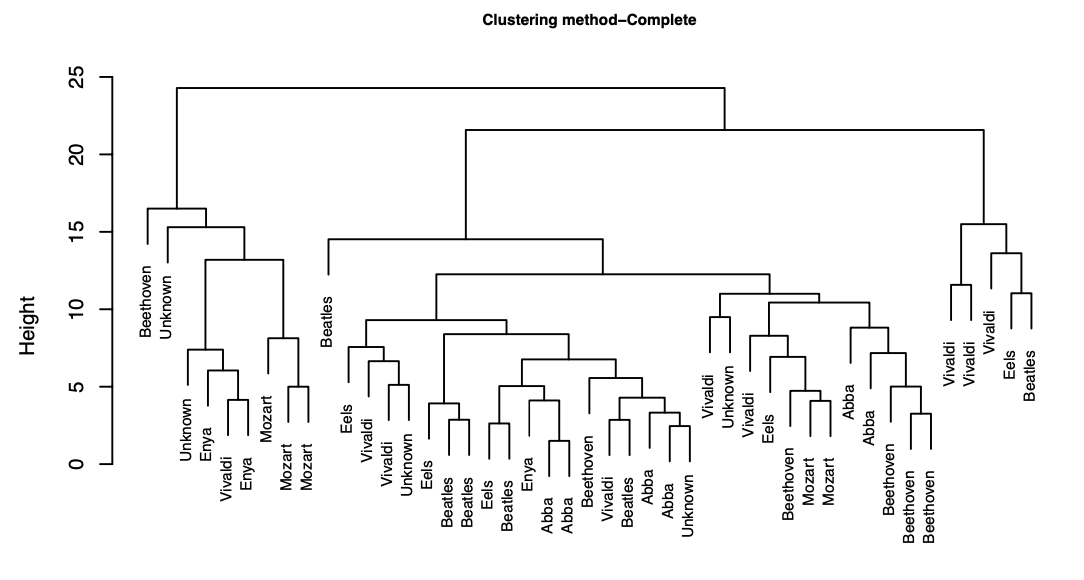 Clustering method–Complete
Height
25
20
15
10
5
0
Beethoven
Unknown
Unknown
Enya
Vivaldi
Enya
Mozart
Mozart
Mozart
Beatles
Eels
Vivaldi
Vivaldi
Unknown
Eels
Beatles
Beatles
Eels
Beatles
Enya
Abba
Abba
Beethoven
Vivaldi
Beatles
Abba
Abba
Unknown
Vivaldi
Unknown
Vivaldi
Eels
Beethoven
Mozart
Mozart
Abba
Abba
Beethoven
Beethoven
Beethoven
Vivaldi
Vivaldi
Vivaldi
Eels
Beatles